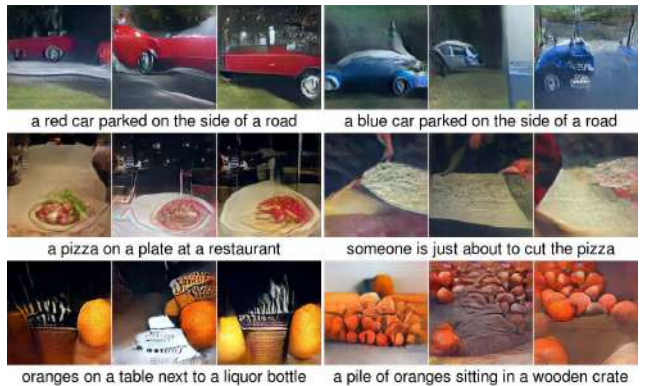 a red car parked on the side of a road
a blue car parked on the side of a road
a pizza on a plate at a restaurant
someone is just about to cut the pizza
oranges on a table next to a liquor bottle
a pile of oranges sitting in a wooden crate